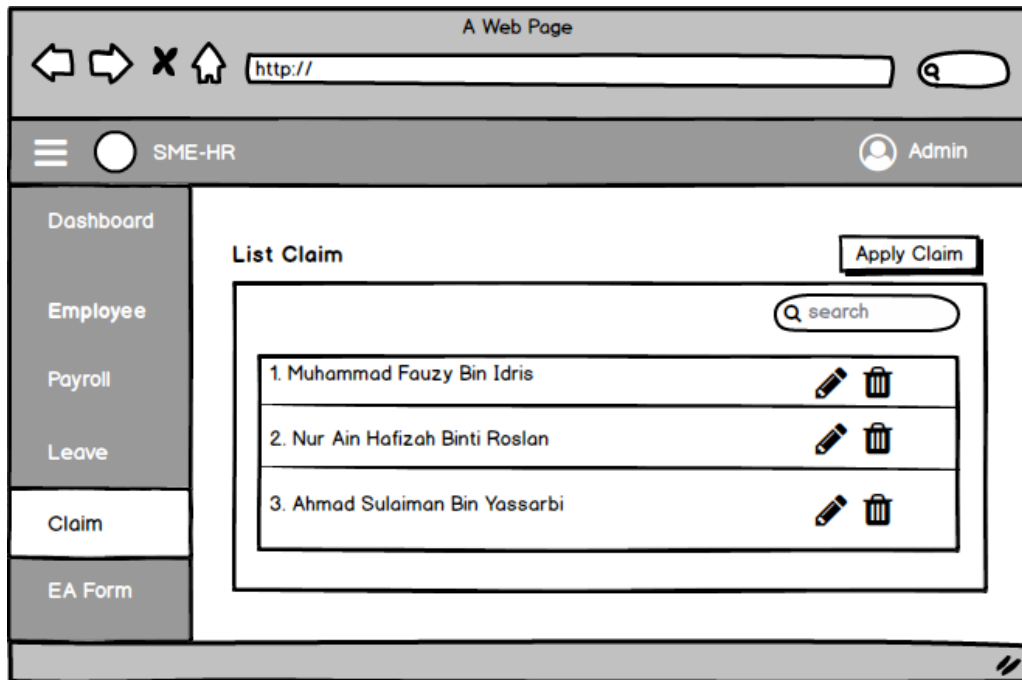 A Web Page
http://
SME-HR
Admin
Dashboard
Employee
Payroll
Leave
Claim
EA Form
List Claim
Apply Claim
search
1. Muhammad Fauzy Bin Idris
2. Nur Ain Hafizah Binti Roslan
3. Ahmad Sulaiman Bin Yassarbi